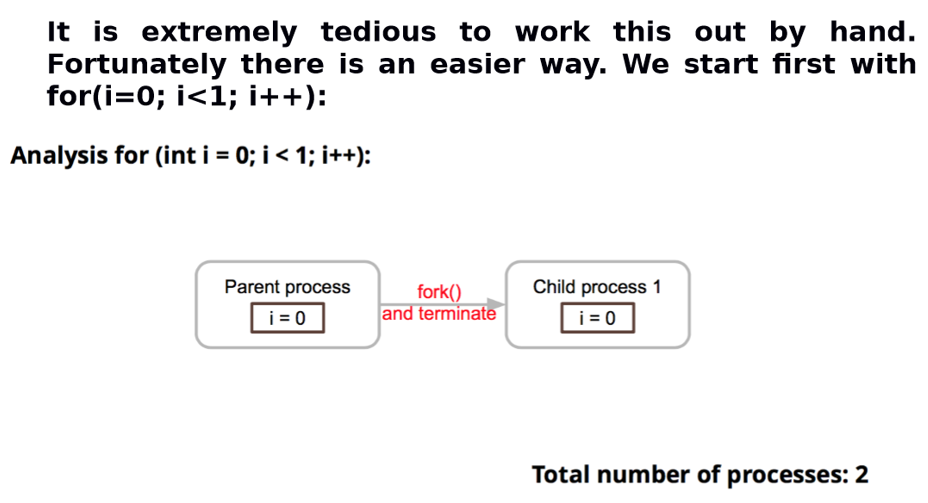 It is extremely tedious to work this out by hand.
Fortunately there is an easier way. We start first with
for(i=0; i<1; i++):
Analysis for (int i = 0; i < 1; i++):
Parent process
i = 0
fork()
and terminate
Child process 1
i = 0
Total number of processes: 2